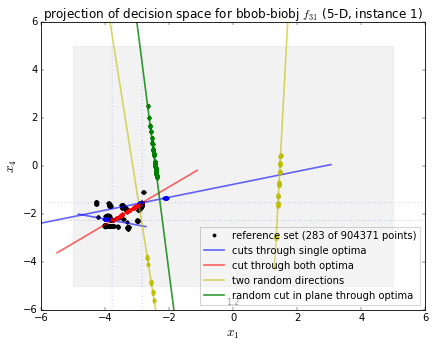 projection of decision space for bbob-biobj f₃₁ (5-D, instance 1)
6
4
2
0
−2
−4
−6
x₄
reference set (283 of 904371 points)
cuts through single optima
cut through both optima
two random directions
random cut in plane through optima
−6
−4
−2
0
2
4
6
x₁